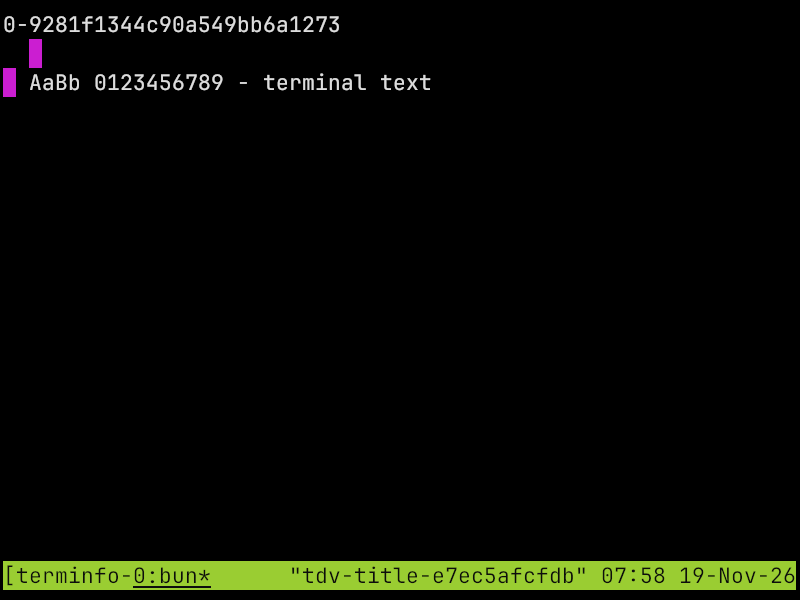 0-9281f1344c90a549bb6a1273
AaBb 0123456789 - terminal text
[terminfo-0:bun* "tdv-title-e7ec5afcfdb" 07:58 19-Nov-26